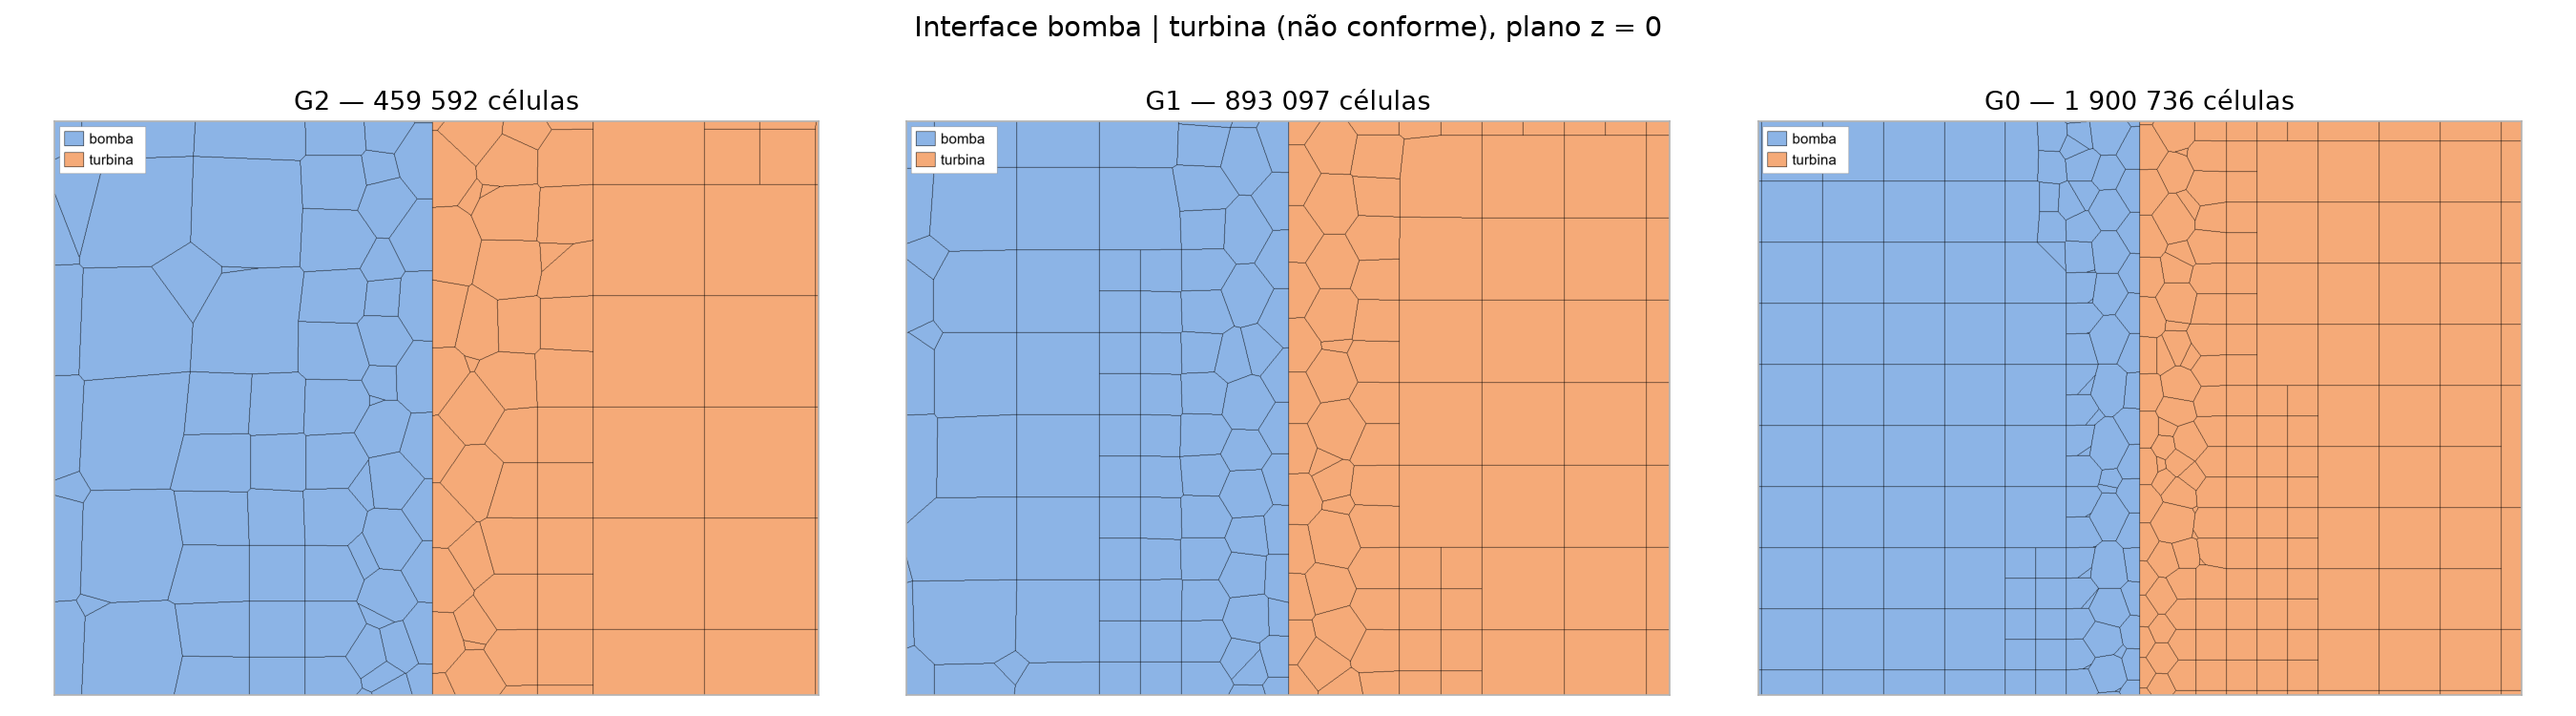 Interface bomba | turbina (não conforme), plano z = 0
G2 — 459 592 células
bomba
turbina
G1 — 893 097 células
bomba
turbina
G0 — 1 900 736 células
bomba
turbina